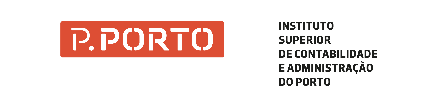 P.PORTO
INSTITUTO
SUPERIOR
DE CONTABILIDADE
E ADMINISTRAÇÃO
DO PORTO